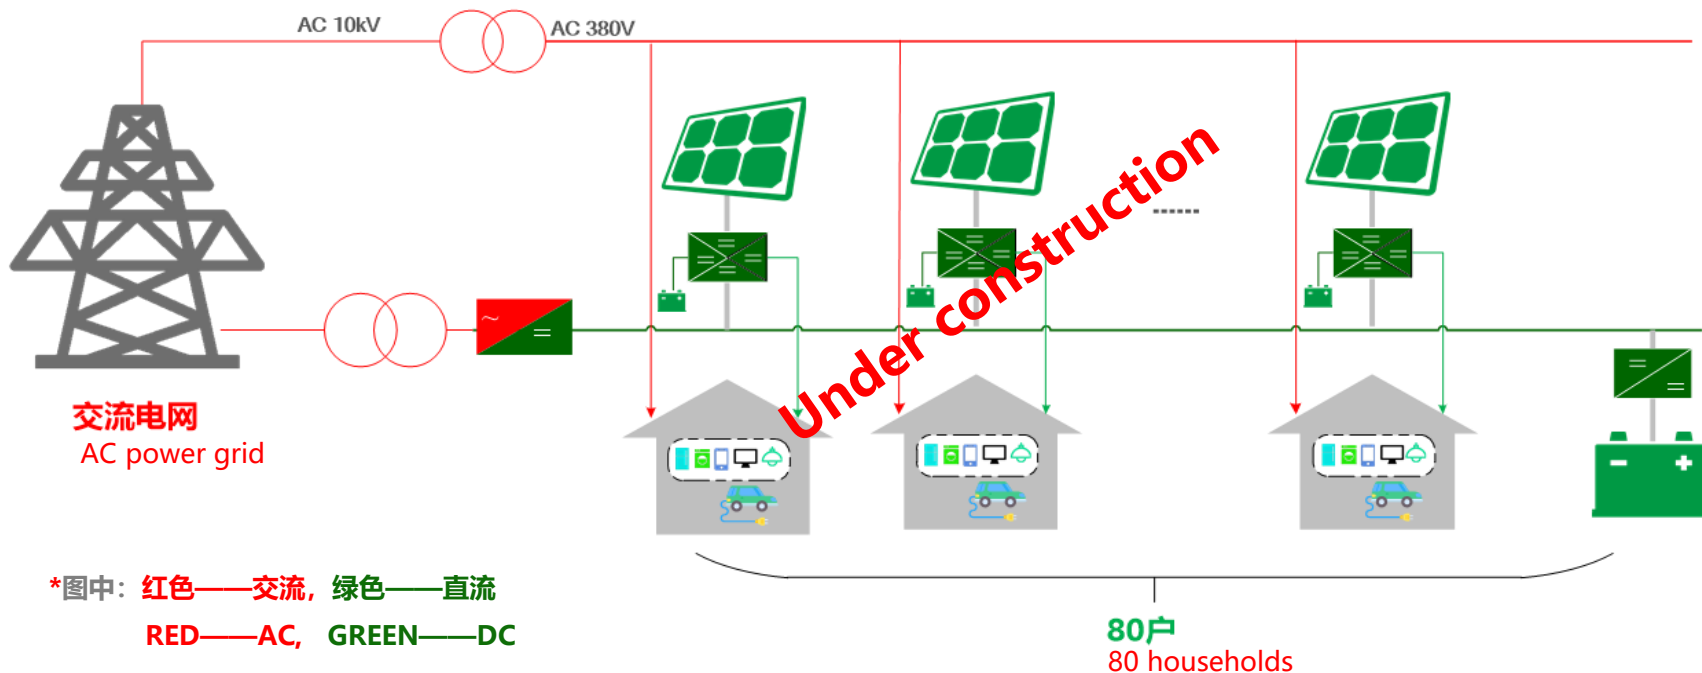 AC 10kV
AC 380V
Under construction
交流电网
AC power grid
*图中：红色——交流，绿色——直流
RED——AC, GREEN——DC
80户
80 households